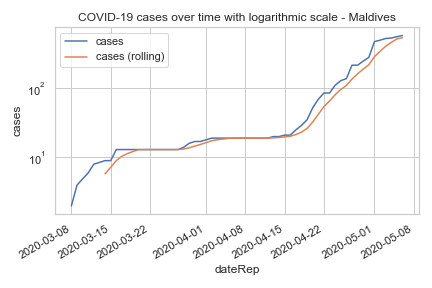 COVID-19 cases over time with logarithmic scale - Maldives
cases
cases (rolling)
10²
10¹
cases
2020-03-08
2020-03-15
2020-03-22
2020-04-01
2020-04-08
2020-04-15
2020-04-22
2020-05-01
2020-05-08
dateRep